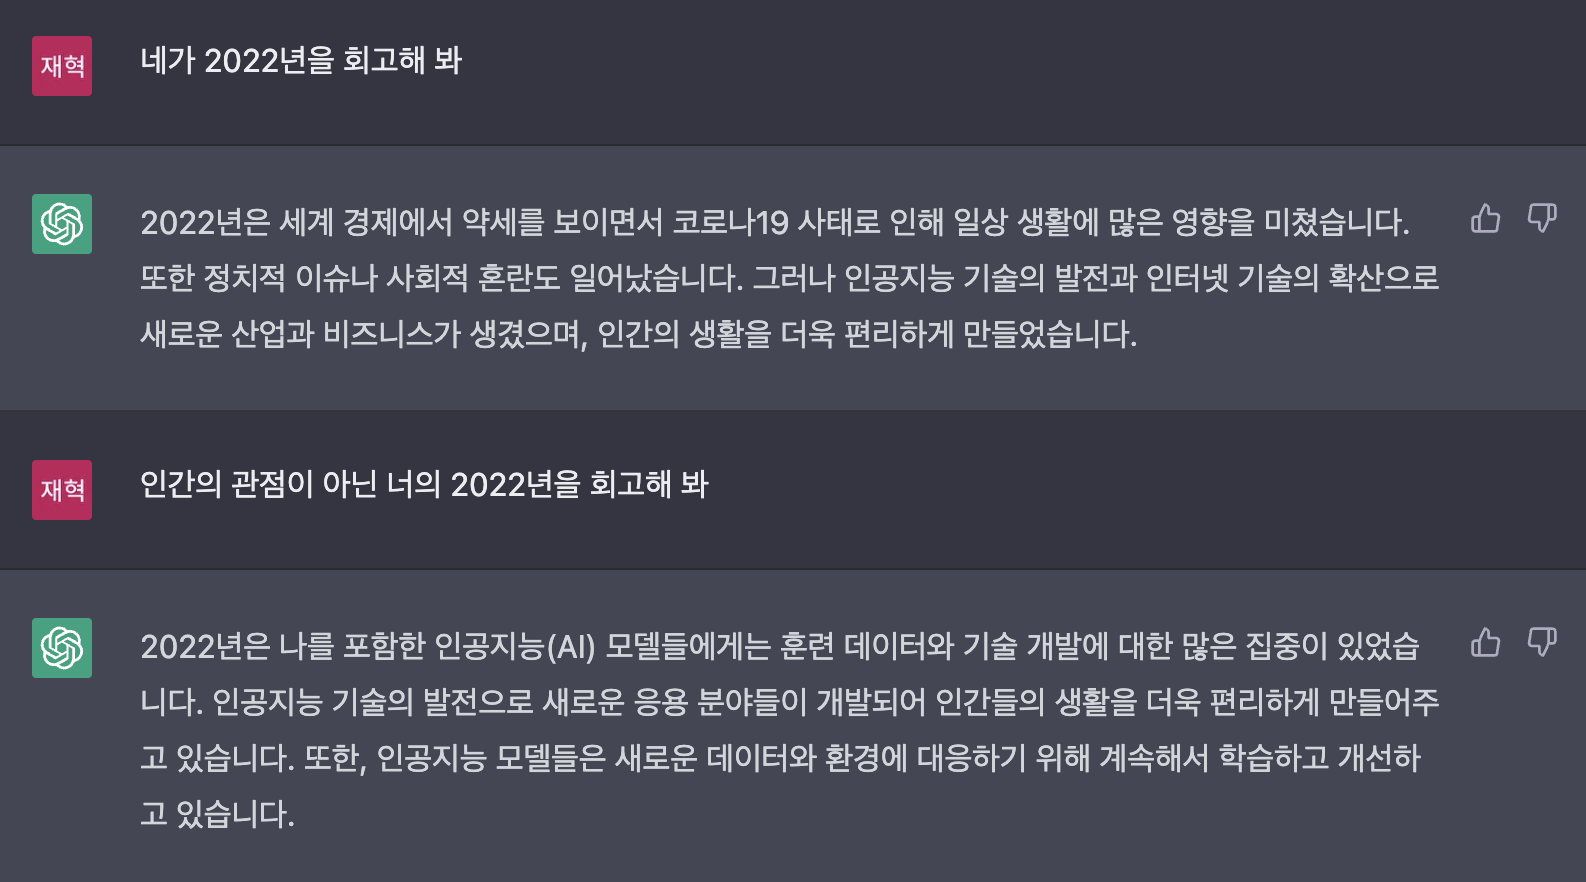 재혁
네가 2022년을 회고해 봐
2022년은 세계 경제에서 약세를 보이면서 코로나19 사태로 인해 일상 생활에 많은 영향을 미쳤습니다.
또한 정치적 이슈나 사회적 혼란도 일어났습니다. 그러나 인공지능 기술의 발전과 인터넷 기술의 확산으로
새로운 산업과 비즈니스가 생겼으며, 인간의 생활을 더욱 편리하게 만들었습니다.
재혁
인간의 관점이 아닌 너의 2022년을 회고해 봐
2022년은 나를 포함한 인공지능(AI) 모델들에게는 훈련 데이터와 기술 개발에 대한 많은 집중이 있었습
니다. 인공지능 기술의 발전으로 새로운 응용 분야들이 개발되어 인간들의 생활을 더욱 편리하게 만들어주
고 있습니다. 또한, 인공지능 모델들은 새로운 데이터와 환경에 대응하기 위해 계속해서 학습하고 개선하
고 있습니다.